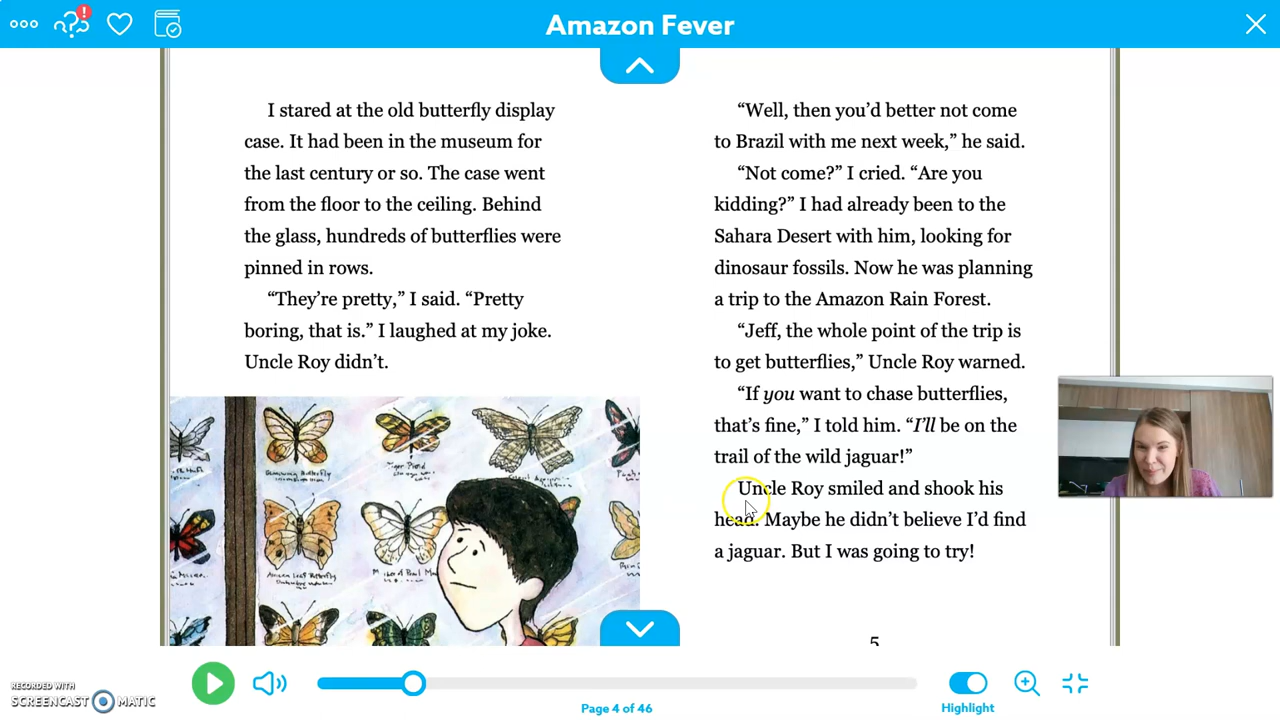 Amazon Fever
I stared at the old butterfly display
case. It had been in the museum for
the last century or so. The case went
from the floor to the ceiling. Behind
the glass, hundreds of butterflies were
pinned in rows.
“They’re pretty,” I said. “Pretty
boring, that is.” I laughed at my joke.
Uncle Roy didn’t.
“Well, then you’d better not come
to Brazil with me next week,” he said.
“Not come?” I cried. “Are you
kidding?” I had already been to the
Sahara Desert with him, looking for
dinosaur fossils. Now he was planning
a trip to the Amazon Rain Forest.
“Jeff, the whole point of the trip is
to get butterflies,” Uncle Roy warned.
“If you want to chase butterflies,
that’s fine,” I told him. “I’ll be on the
trail of the wild jaguar!”
Uncle Roy smiled and shook his
head. Maybe he didn’t believe I’d find
a jaguar. But I was going to try!
5
Page 4 of 46
Highlight
RECORDED WITH
SCREENCAST MATIC